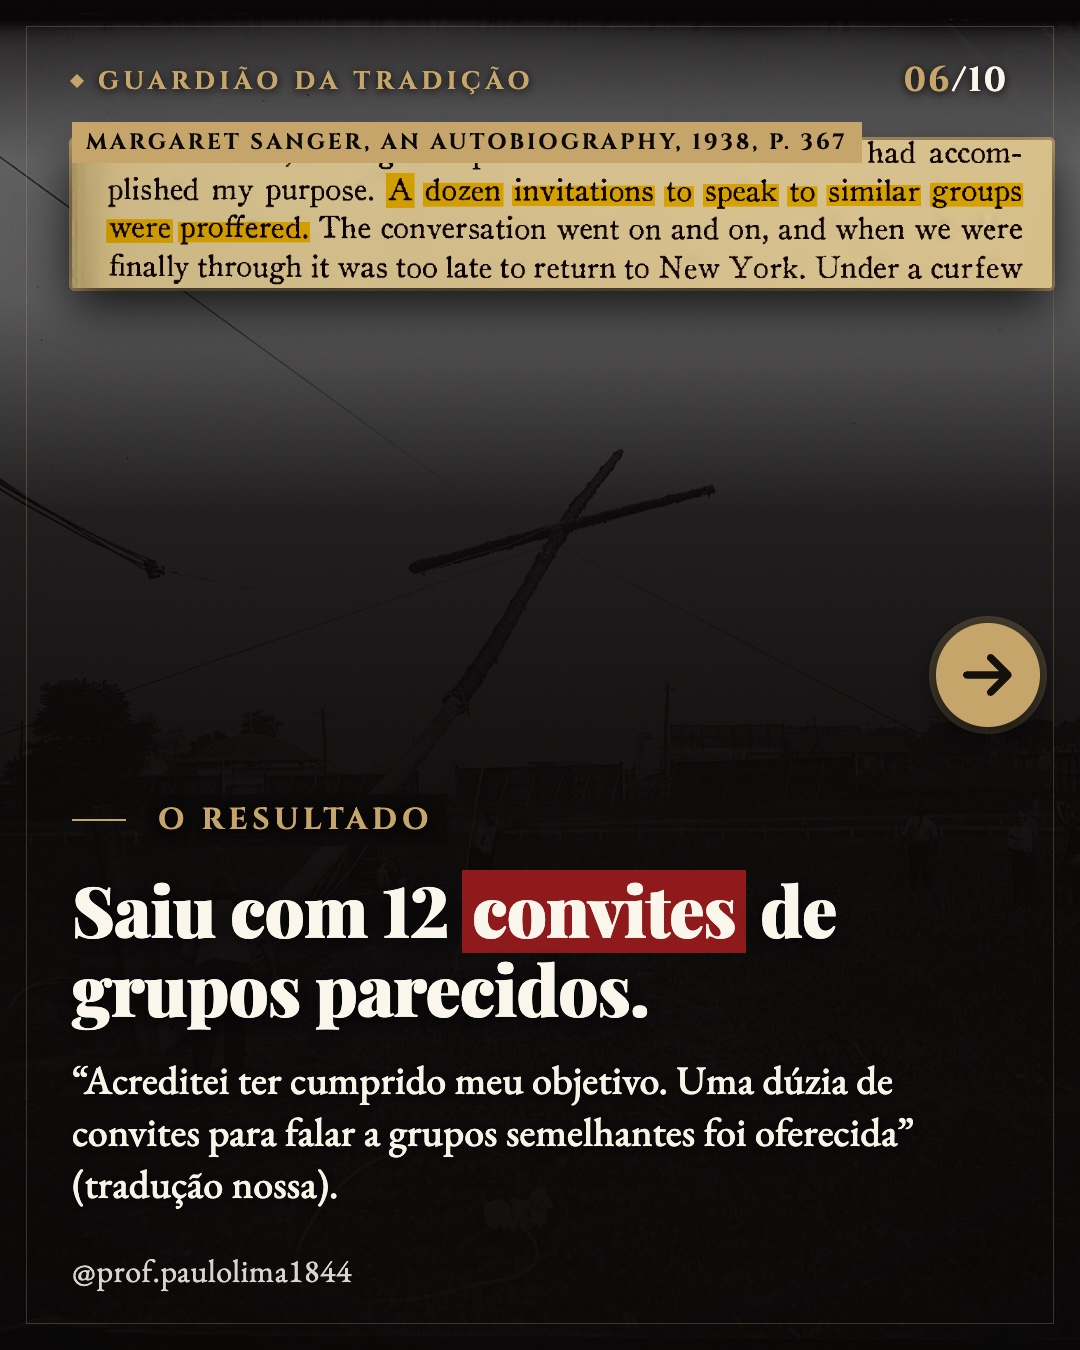 GUARDIÃO DA TRADIÇÃO
06/10
MARGARET SANGER, AN AUTOBIOGRAPHY, 1938, P. 367
had accom-
plished my purpose. A dozen invitations to speak to similar groups
were proffered. The conversation went on and on, and when we were
finally through it was too late to return to New York. Under a curfew
O RESULTADO
Saiu com 12 convites de
grupos parecidos.
“Acreditei ter cumprido meu objetivo. Uma dúzia de
convites para falar a grupos semelhantes foi oferecida”
(tradução nossa).
@prof.paulolima1844